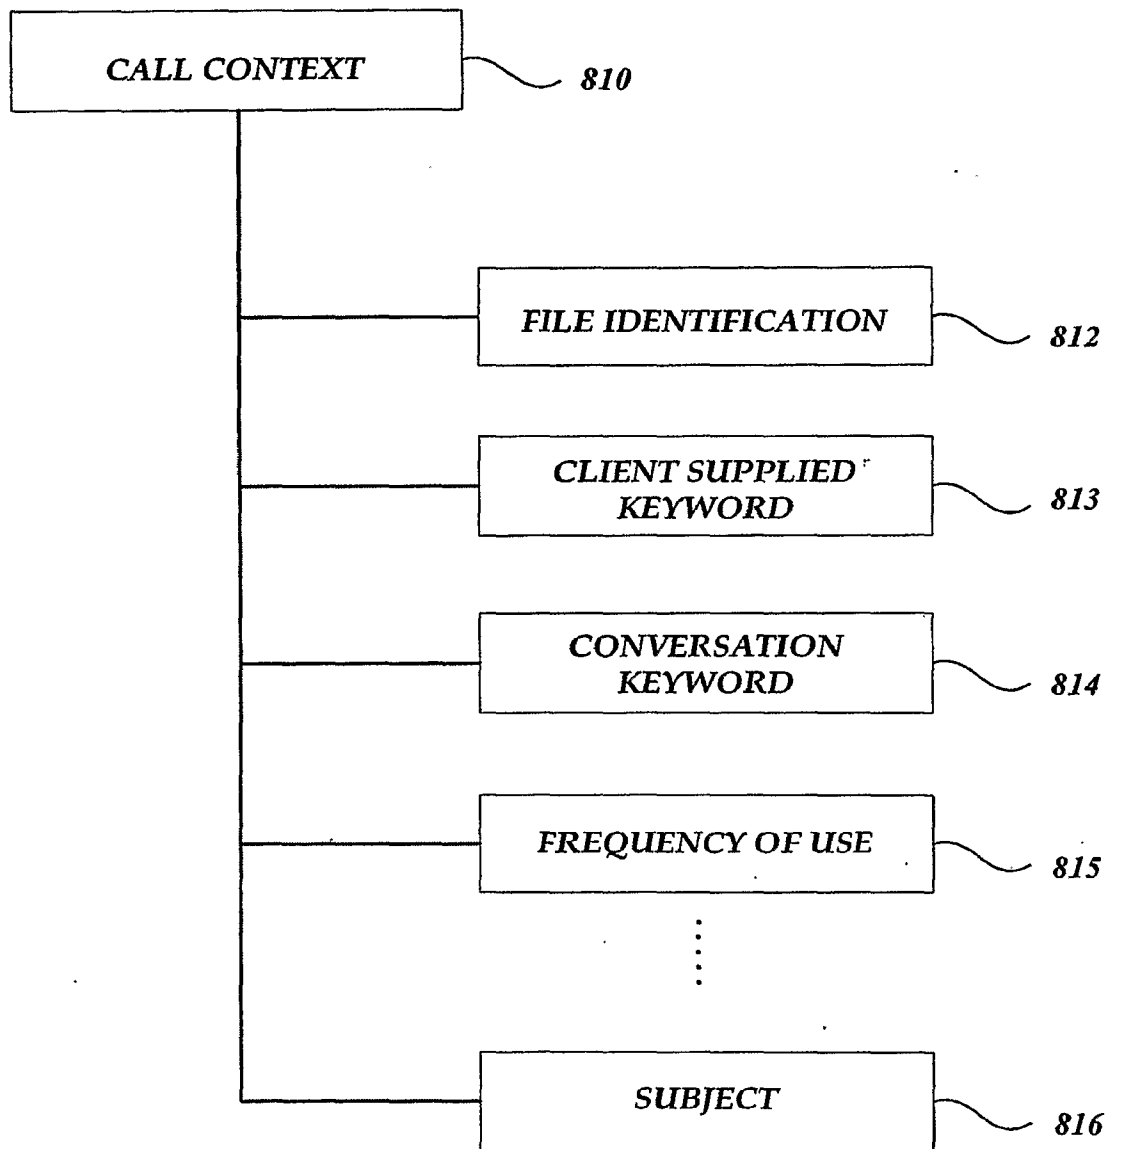 CALL CONTEXT
810
FILE IDENTIFICATION
812
CLIENT SUPPLIED
KEYWORD
813
CONVERSATION
KEYWORD
814
FREQUENCY OF USE
815
SUBJECT
816